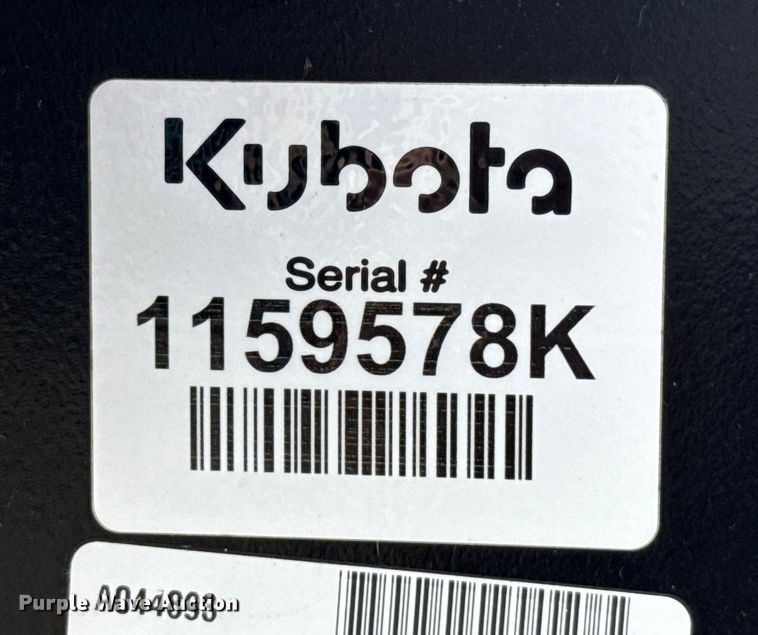 Kubota
Serial #
1159578K
Purple Wave Auction